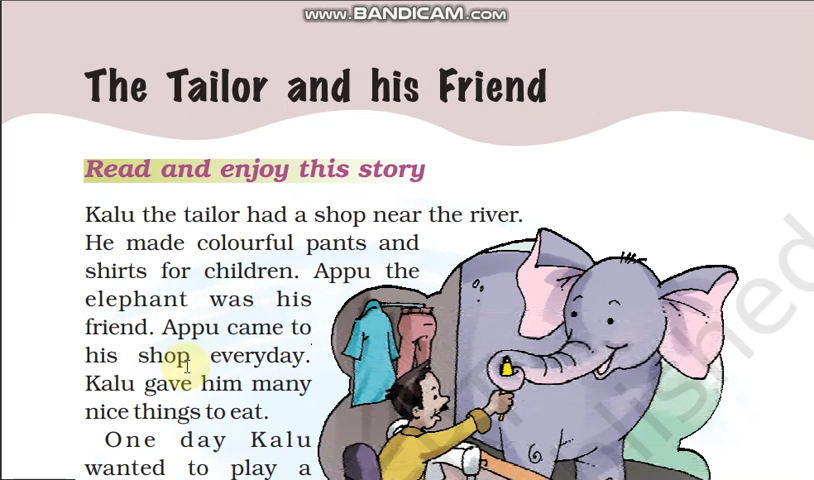 www.BANDICAM.com
The Tailor and his Friend
Read and enjoy this story
Kalu the tailor had a shop near the river.
He made colourful pants and
shirts for children. Appu the
elephant was his
friend. Appu came to
his shop everyday.
Kalu gave him many
nice things to eat.
One day Kalu
wanted to play a